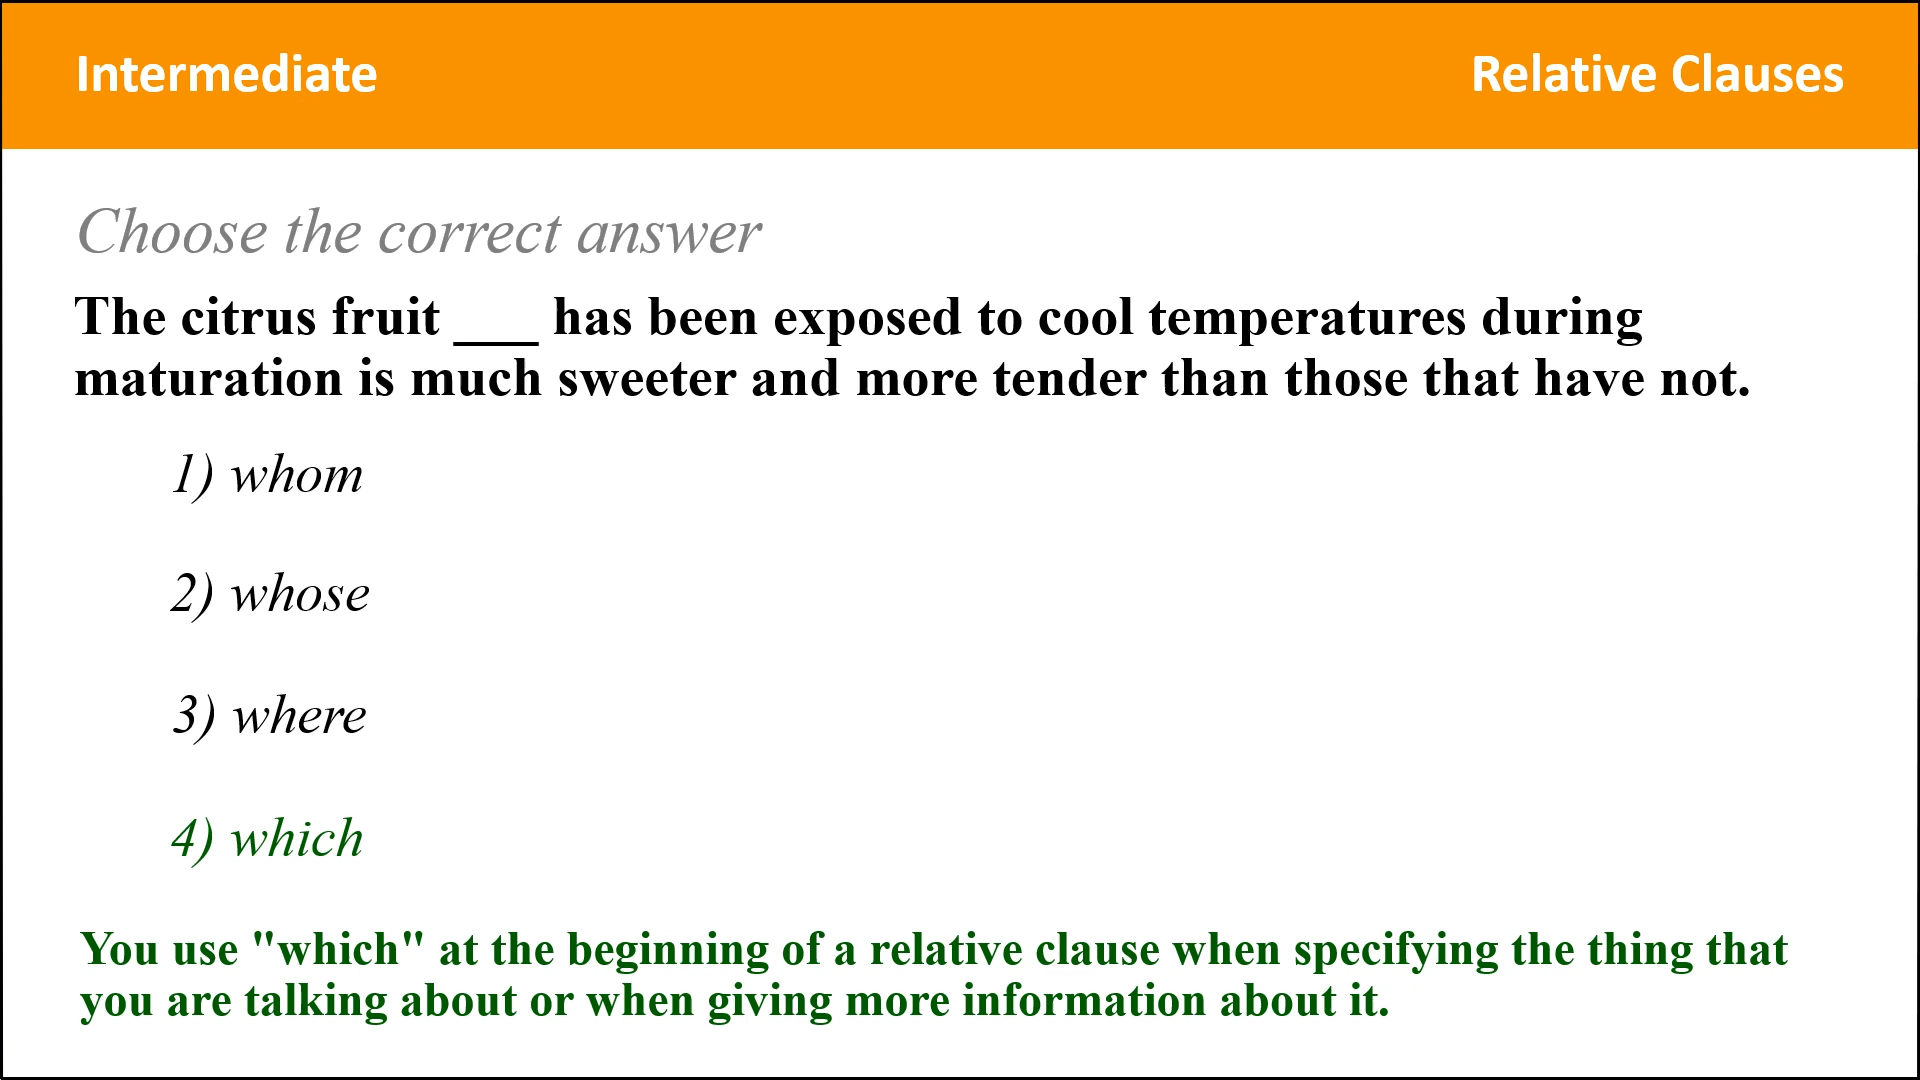 Intermediate
Relative Clauses
Choose the correct answer
The citrus fruit ___ has been exposed to cool temperatures during
maturation is much sweeter and more tender than those that have not.
1) whom
2) whose
3) where
4) which
You use "which" at the beginning of a relative clause when specifying the thing that
you are talking about or when giving more information about it.